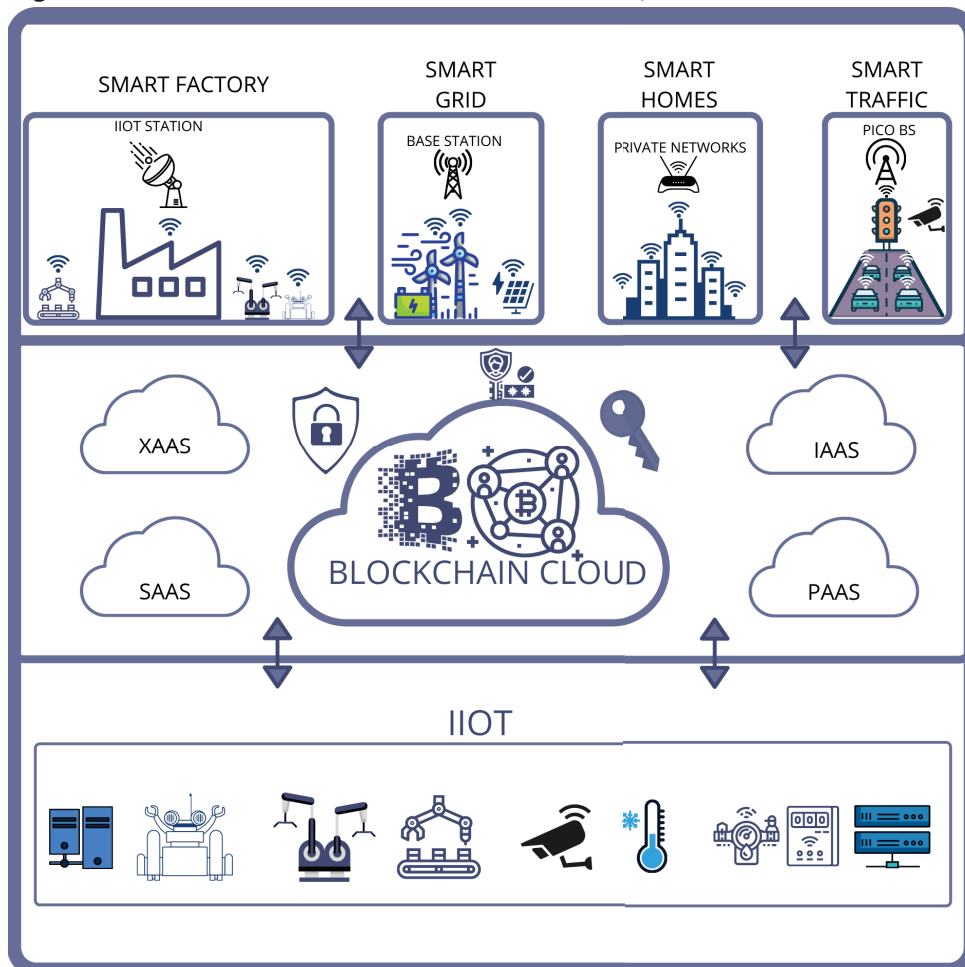 SMART FACTORY
SMART
GRID
SMART
HOMES
SMART
TRAFFIC
IIOT STATION
BASE STATION
PRIVATE NETWORKS
PICO BS
XAAS
IAAS
BLOCKCHAIN CLOUD
SAAS
PAAS
IIOT
000